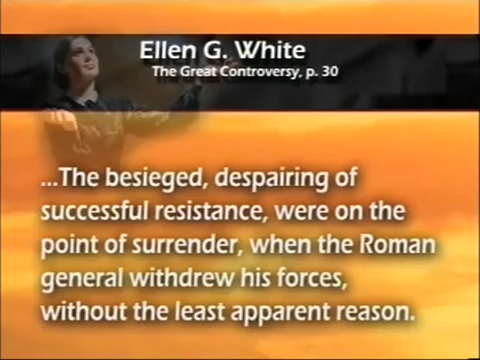 Ellen G. White
The Great Controversy, p. 30
...The besieged, despairing of
successful resistance, were on the
point of surrender, when the Roman
general withdrew his forces,
without the least apparent reason.